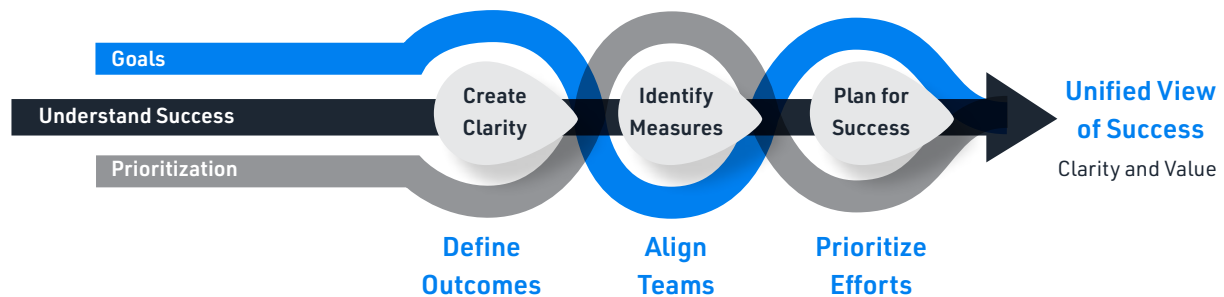 Goals
Understand Success
Prioritization
Create
Clarity
Identify
Measures
Plan for
Success
Unified View
of Success
Clarity and Value
Define
Outcomes
Align
Teams
Prioritize
Efforts